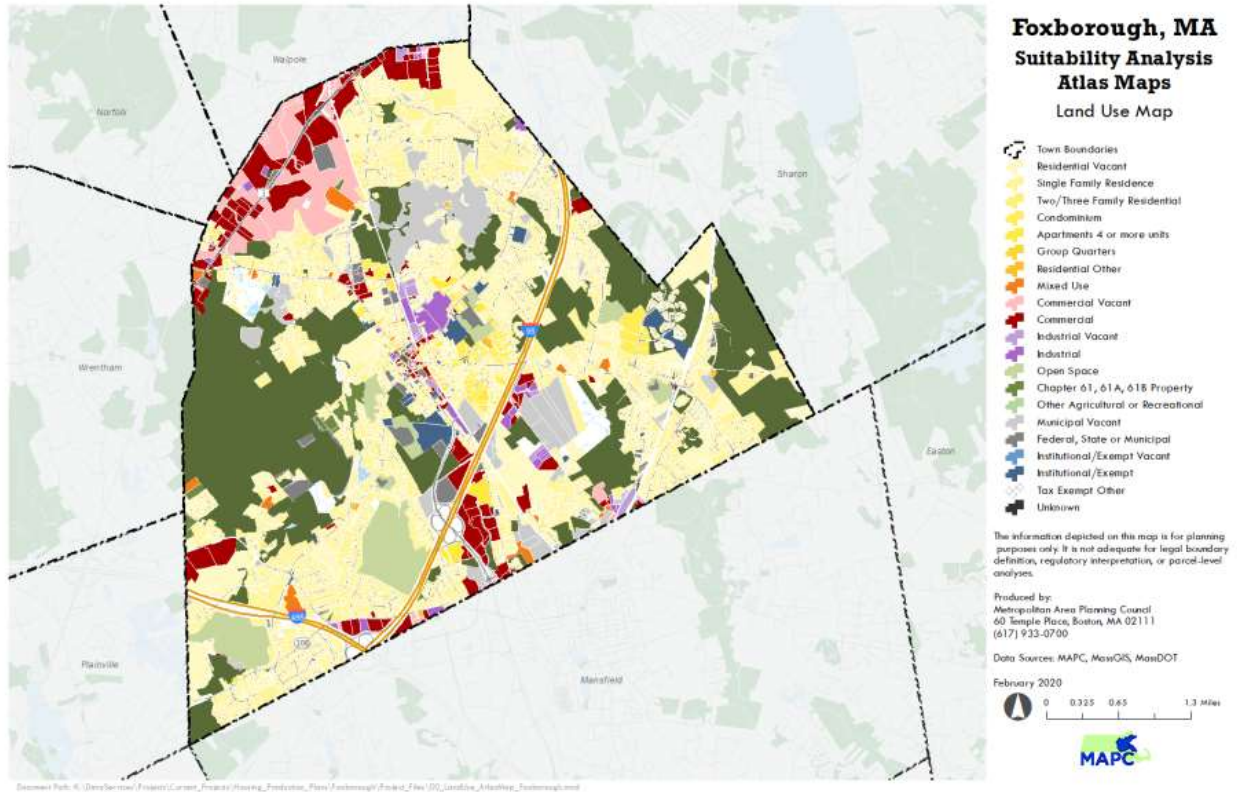 Foxborough, MA
Suitability Analysis
Atlas Maps
Land Use Map
Town Boundaries
Residential Vacant
Single Family Residence
Two/Three Family Residential
Condominium
Apartments 4 or more units
Group Quarters
Residential Other
Mixed Use
Commercial Vacant
Commercial
Industrial Vacant
Industrial
Open Space
Chapter 61, 61A, 61B Property
Other Agricultural or Recreational
Municipal Vacant
Federal, State or Municipal
Institutional/Exempt Vacant
Institutional/Exempt
Tax Exempt Other
Unknown
The information depicted on this map is for planning
purposes only. It is not adequate for legal boundary
definition, regulatory interpretation, or parcel-level
analyses.
Produced by:
Metropolitan Area Planning Council
60 Temple Place, Boston, MA 02111
(617) 933-0700
Data Sources: MAPC, MassGIS, MassDOT
February 2020
0 0.325 0.65 1.3 Miles
MAPC
Walpole
Norfolk
Sharon
Wrentham
Easton
Plainville
Mansfield